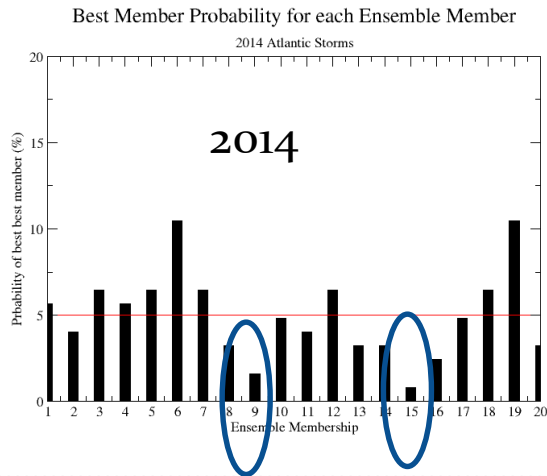 Best Member Probability for each Ensemble Member
2014 Atlantic Storms
2014
Prbability of best best member (%)
20
15
10
5
0
1 2 3 4 5 6 7 8 9 10 11 12 13 14 15 16 17 18 19 20
Ensemble Membership